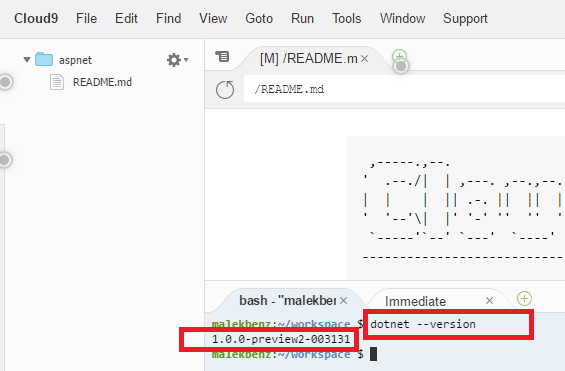 Cloud9 File Edit Find View Goto Run Tools Window Support
aspnet
README.md
[M] /README.m
/README.md
 ,-----.,--.
'  .--./|  | ,---. ,--.,--.
|  |    |  || .-. ||  ||  |
'  '--'\|  |' '-' ''  ''  '
 `-----'`--' `---'  `----'
--------------------------
bash - "malekben
Immediate
malekbenz:~/workspace $ dotnet --version
1.0.0-preview2-003131
malekbenz:~/workspace $